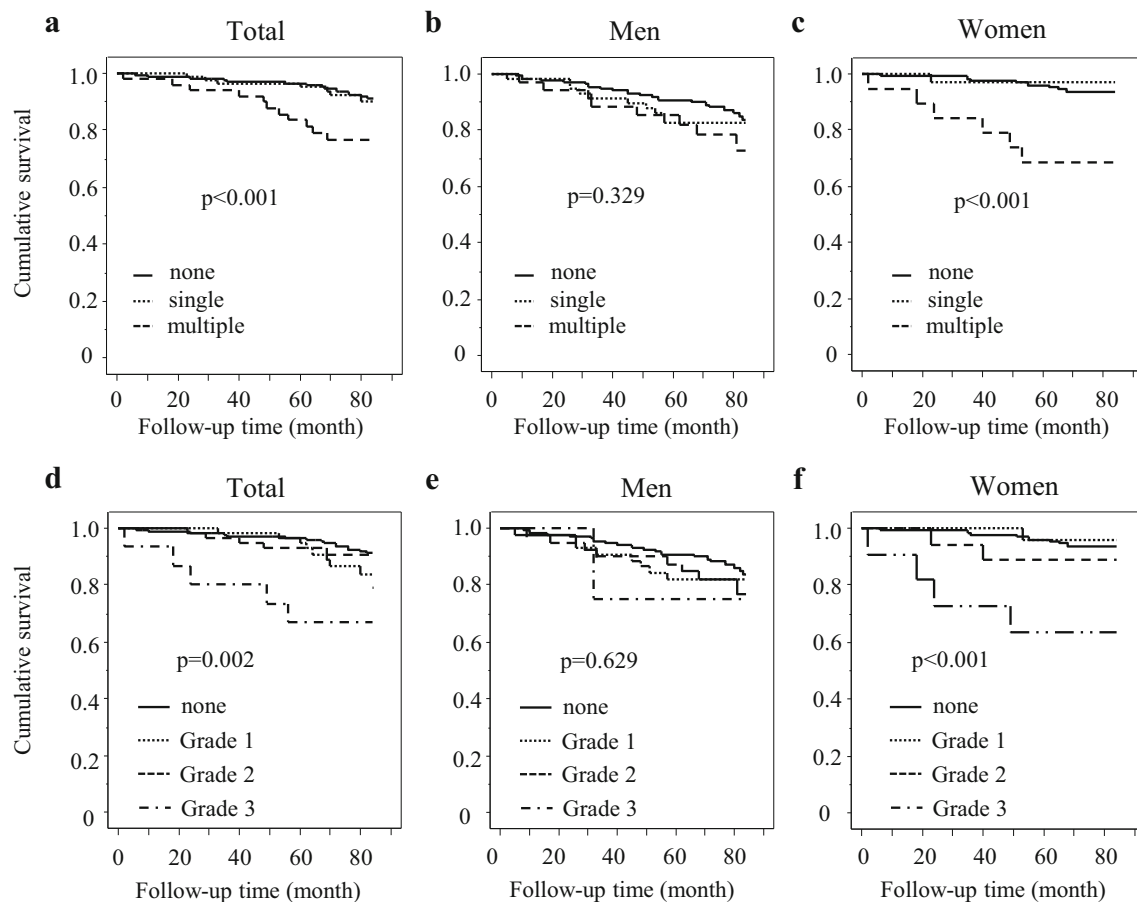 a
Total
Cumulative survival
1.0
0.8
0.6
0.4
0.2
0
p<0.001
none
single
multiple
0 20 40 60 80
Follow-up time (month)
b
Men
1.0
0.8
0.6
0.4
0.2
0
p=0.329
none
single
multiple
0 20 40 60 80
Follow-up time (month)
c
Women
1.0
0.8
0.6
0.4
0.2
0
p<0.001
none
single
multiple
0 20 40 60 80
Follow-up time (month)
d
Total
Cumulative survival
1.0
0.8
0.6
0.4
0.2
0
p=0.002
none
Grade 1
Grade 2
Grade 3
0 20 40 60 80
Follow-up time (month)
e
Men
1.0
0.8
0.6
0.4
0.2
0
p=0.629
none
Grade 1
Grade 2
Grade 3
0 20 40 60 80
Follow-up time (month)
f
Women
1.0
0.8
0.6
0.4
0.2
0
p<0.001
none
Grade 1
Grade 2
Grade 3
0 20 40 60 80
Follow-up time (month)